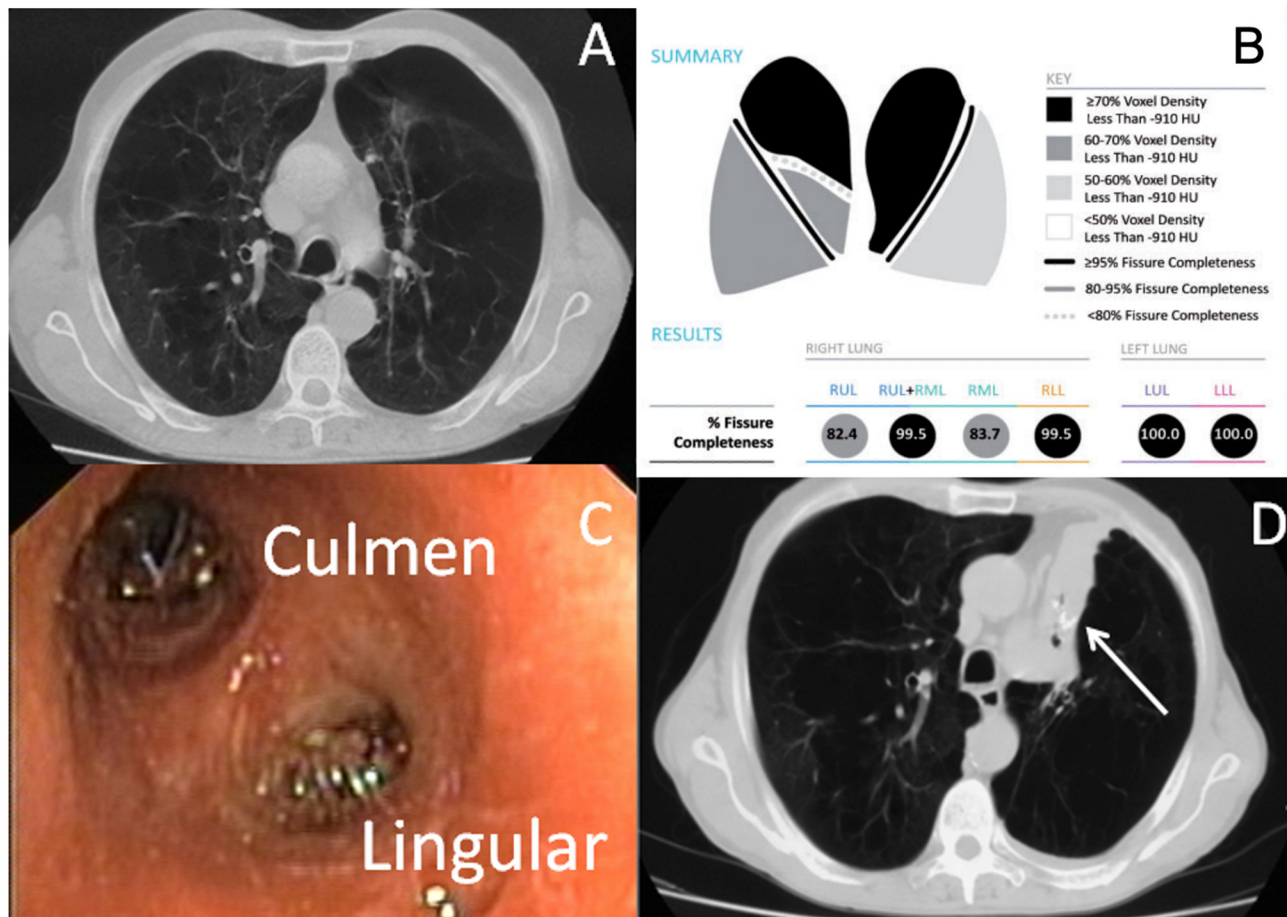 A
B
SUMMARY
KEY
≥70% Voxel Density
Less Than -910 HU
60-70% Voxel Density
Less Than -910 HU
50-60% Voxel Density
Less Than -910 HU
<50% Voxel Density
Less Than -910 HU
≥95% Fissure Completeness
80-95% Fissure Completeness
<80% Fissure Completeness
RESULTS
RIGHT LUNG
LEFT LUNG
RUL RUL+RML RML RLL LUL LLL
% Fissure
Completeness
82.4 99.5 83.7 99.5 100.0 100.0
C
Culmen
Lingular
D